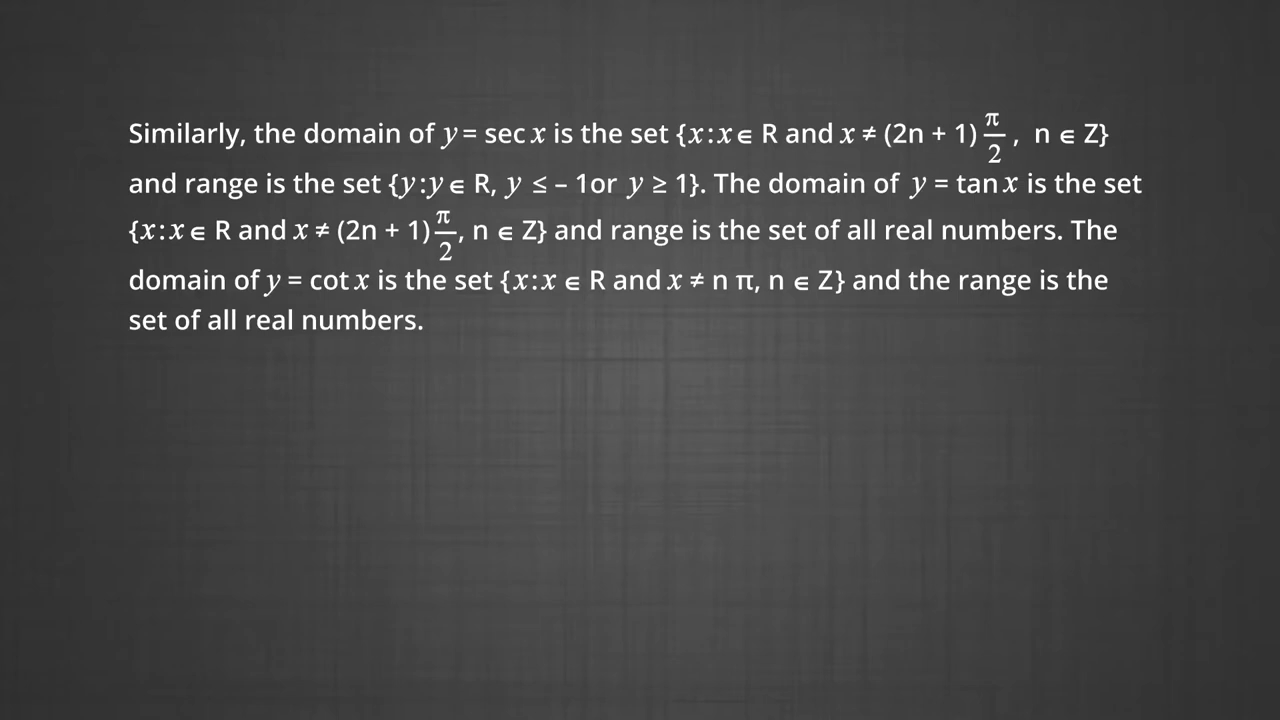 Similarly, the domain of y = sec x is the set {x : x ∈ R and x ≠ (2n + 1) π/2 , n ∈ Z}
and range is the set {y : y ∈ R, y ≤ – 1or y ≥ 1}. The domain of y = tan x is the set
{x : x ∈ R and x ≠ (2n + 1) π/2, n ∈ Z} and range is the set of all real numbers. The
domain of y = cot x is the set {x : x ∈ R and x ≠ n π, n ∈ Z} and the range is the
set of all real numbers.